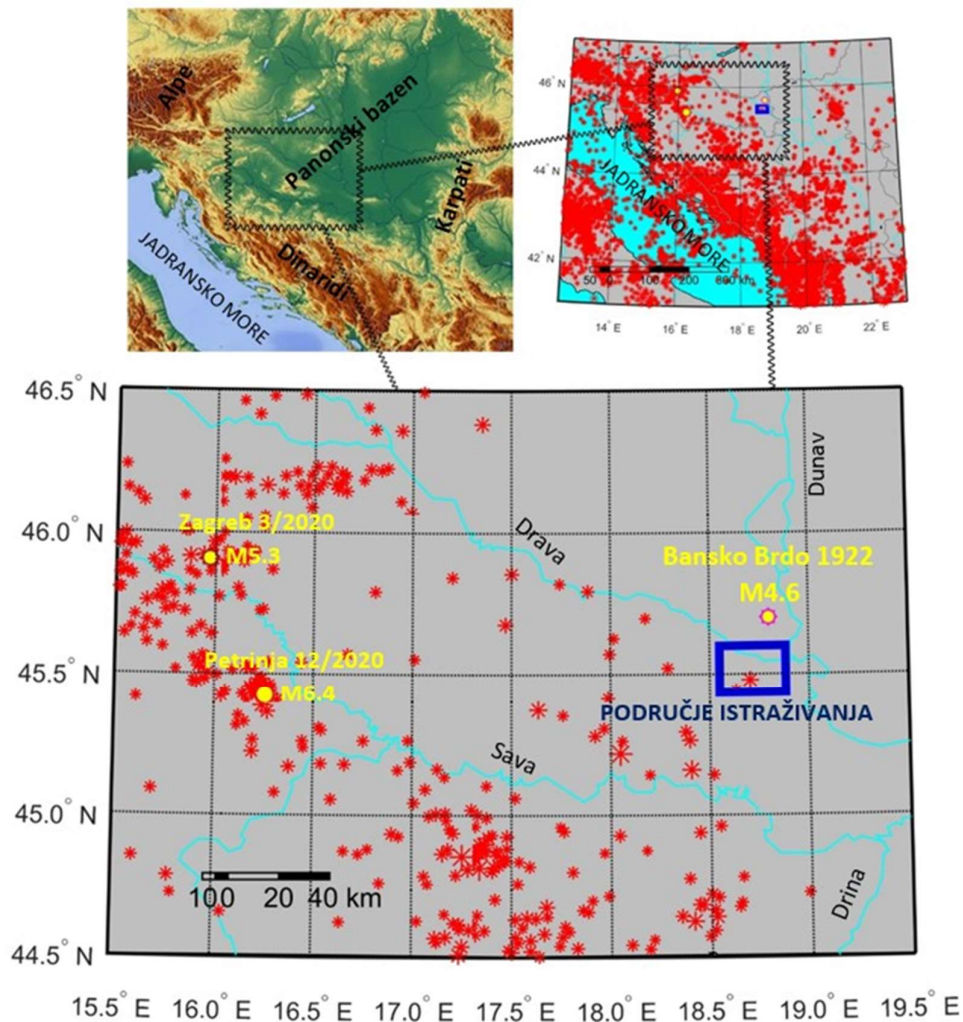 Alpe
Panonski bazen
Karpati
Dinaridi
JADRANSKO MORE
46° N
44° N
42° N
JADRANSKO MORE
50 0 100 200
14° E 16° E 18° E 20° E 22° E
46.5° N
46.0° N
45.5° N
45.0° N
44.5° N
Dunav
Drava
Zagreb 3/2020
M5.3
Bansko Brdo 1922
M4.6
Petrinja 12/2020
M6.4
PODRUČJE ISTRAŽIVANJA
Sava
Drina
20 40 km
15.5° E 16.0° E 16.5° E 17.0° E 17.5° E 18.0° E 18.5° E 19.0° E 19.5° E